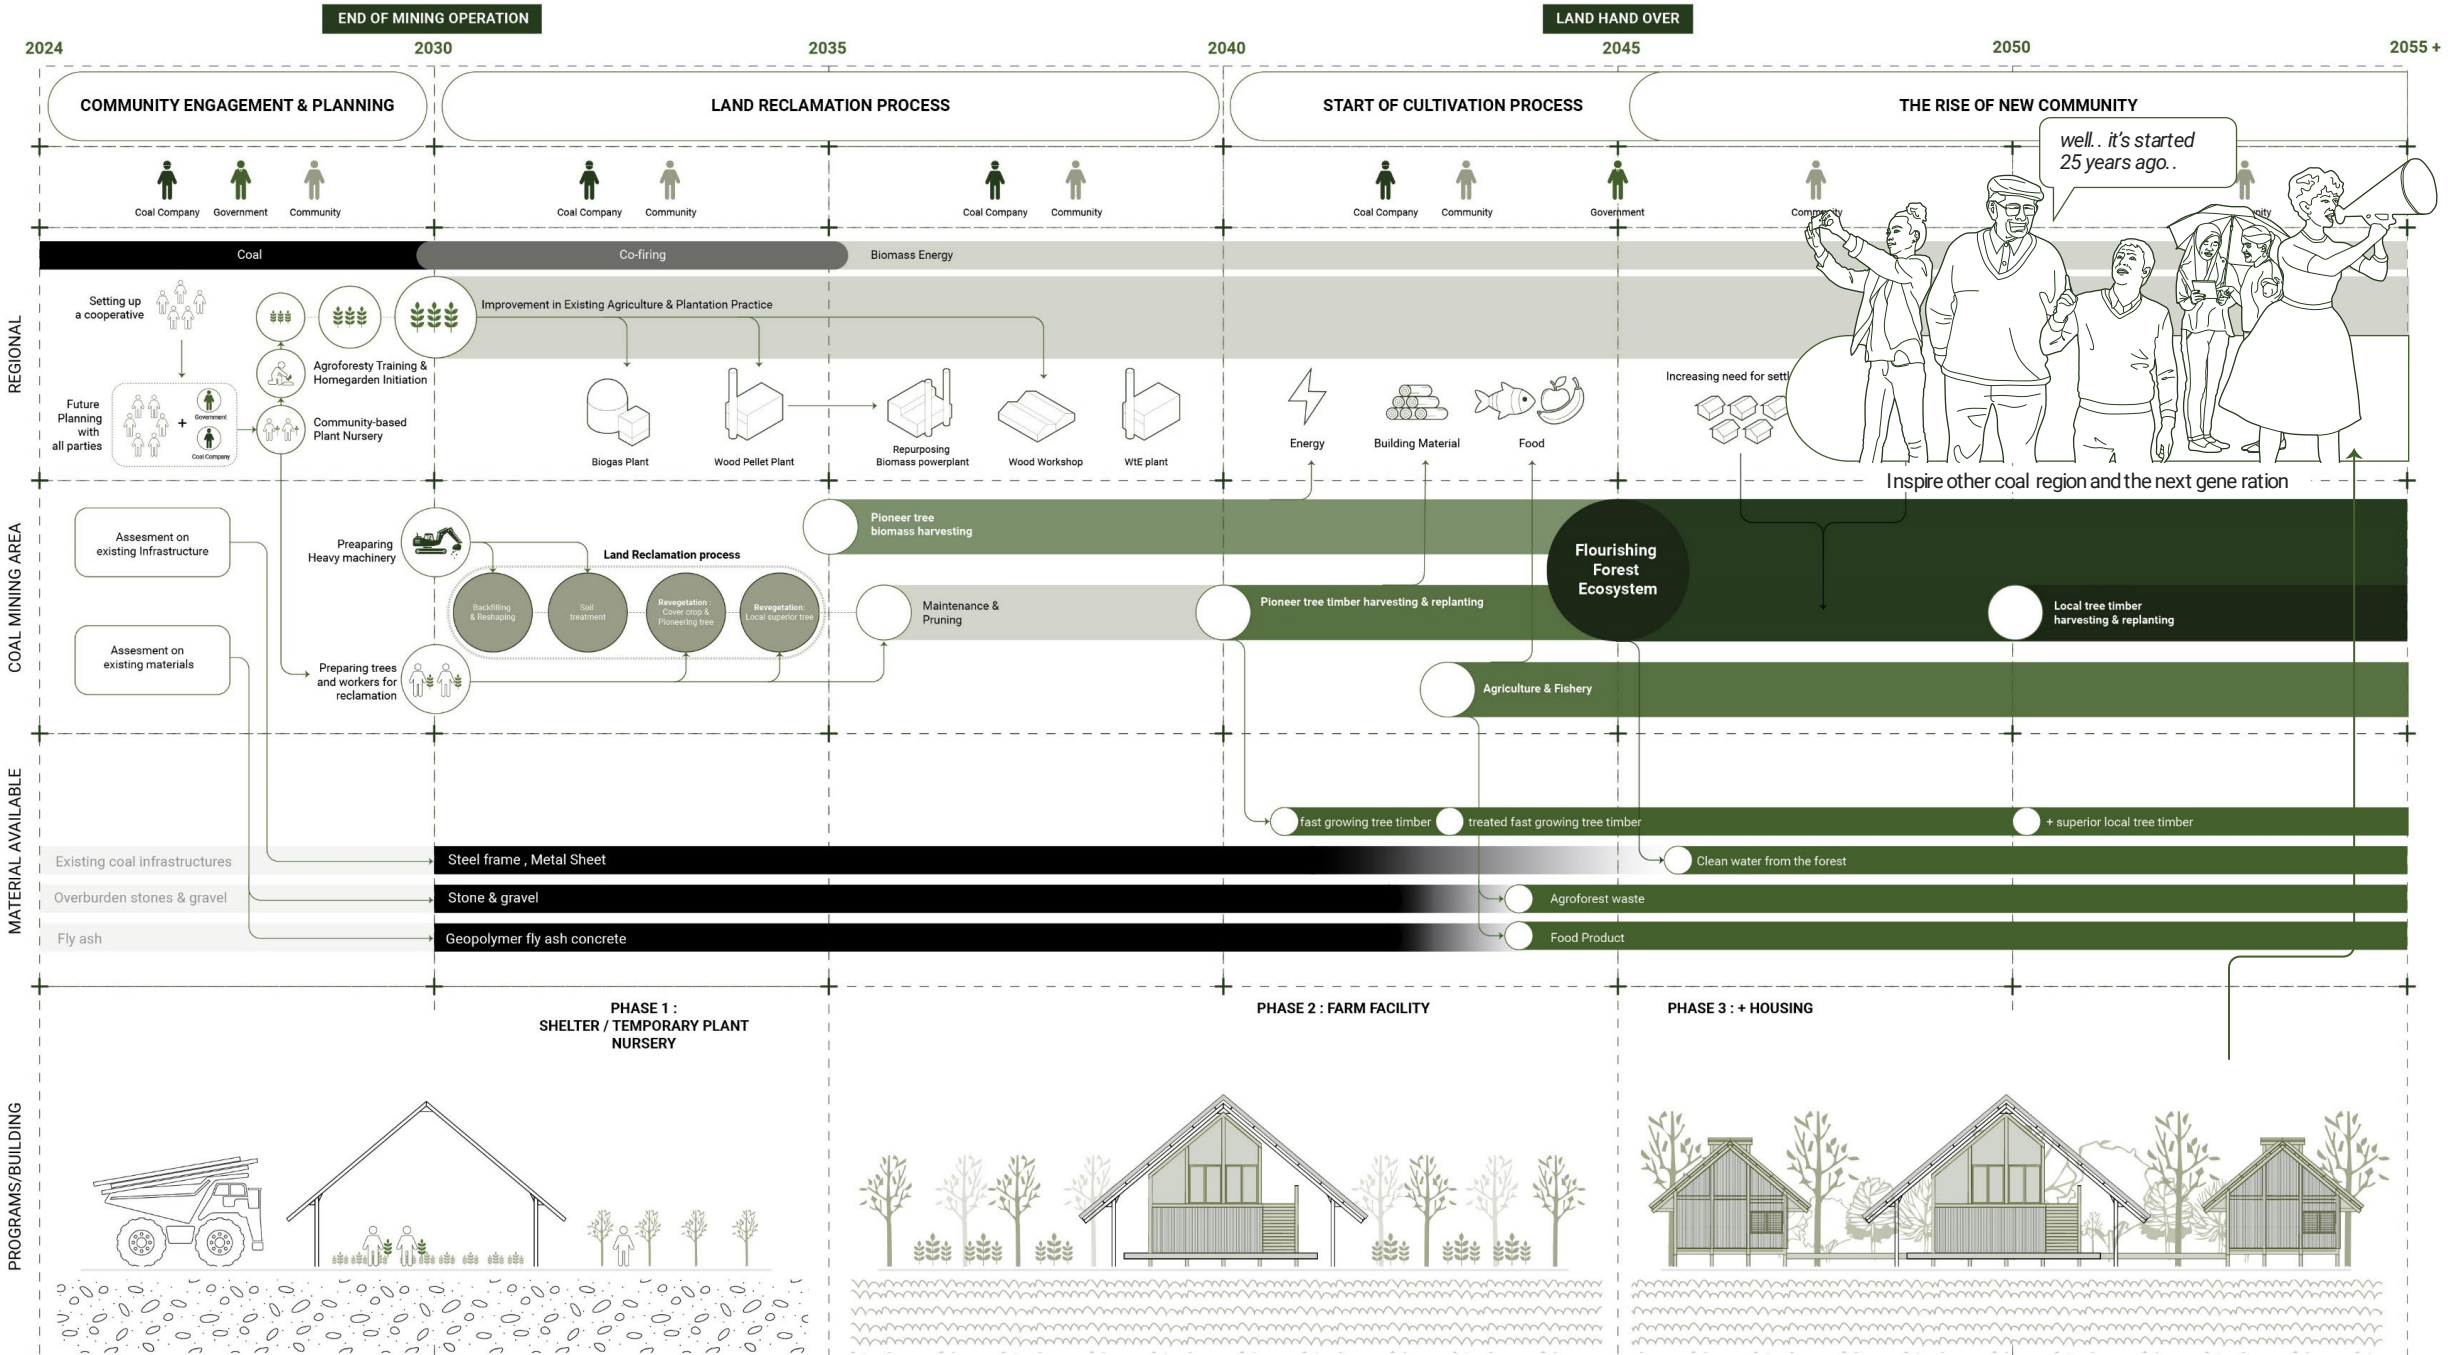 END OF MINING OPERATION
LAND HAND OVER
2024
2030
2035
2040
2045
2050
2055 +
COMMUNITY ENGAGEMENT & PLANNING
LAND RECLAMATION PROCESS
START OF CULTIVATION PROCESS
THE RISE OF NEW COMMUNITY
well.. it's started
25 years ago..
Coal Company
Government
Community
Coal Company
Community
Coal Company
Community
Coal Company
Community
Government
Community
nity
REGIONAL
Coal
Co-firing
Biomass Energy
Setting up
a cooperative
Improvement in Existing Agriculture & Plantation Practice
Agroforesty Training &
Homegarden Initiation
Future
Planning
with
all parties
+
Government
Coal Company
Community-based
Plant Nursery
Biogas Plant
Wood Pellet Plant
Repurposing
Biomass powerplant
Wood Workshop
WtE plant
Energy
Building Material
Food
Increasing need for settl
Inspire other coal region and the next gene ration
COAL MINING AREA
Assesment on
existing Infrastructure
Assesment on
existing materials
Preaparing
Heavy machinery
Land Reclamation process
Backfilling
& Reshaping
Soil
treatment
Revegetation :
Cover crop &
Pioneering tree
Revegetation:
Local superior tree
Preparing trees
and workers for
reclamation
Pioneer tree
biomass harvesting
Maintenance &
Pruning
Pioneer tree timber harvesting & replanting
Flourishing
Forest
Ecosystem
Local tree timber
harvesting & replanting
Agriculture & Fishery
MATERIAL AVAILABLE
fast growing tree timber
treated fast growing tree timber
+ superior local tree timber
Existing coal infrastructures
Steel frame , Metal Sheet
Clean water from the forest
Overburden stones & gravel
Stone & gravel
Agroforest waste
Fly ash
Geopolymer fly ash concrete
Food Product
PROGRAMS/BUILDING
PHASE 1 :
SHELTER / TEMPORARY PLANT
NURSERY
PHASE 2 : FARM FACILITY
PHASE 3 : + HOUSING